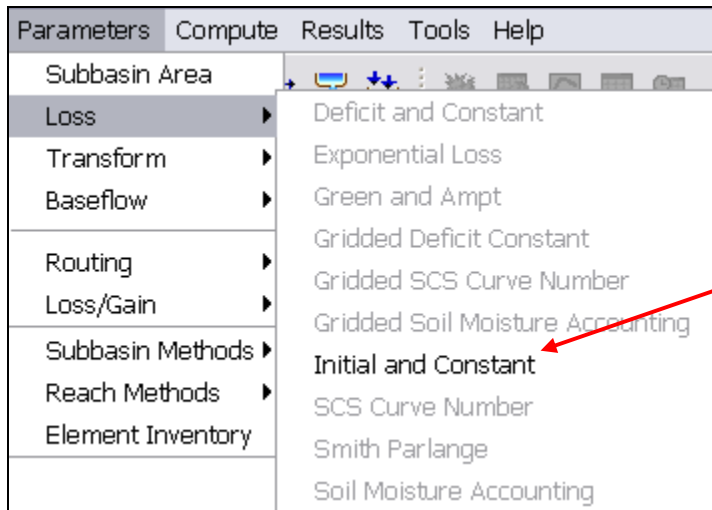 Parameters Compute Results Tools Help
Subbasin Area
Loss
Transform
Baseflow
Routing
Loss/Gain
Subbasin Methods
Reach Methods
Element Inventory
Deficit and Constant
Exponential Loss
Green and Ampt
Gridded Deficit Constant
Gridded SCS Curve Number
Gridded Soil Moisture Accounting
Initial and Constant
SCS Curve Number
Smith Parlange
Soil Moisture Accounting